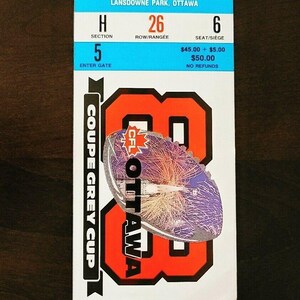 LANSDOWNE PARK, OTTAWA
H 26 6
SECTION ROW/RANGÉE SEAT/SIÈGE
5 $45.00 + $5.00
$50.00
ENTER GATE NO REFUNDS
COUPE GREY CUP
88
CFL
OTTAWA